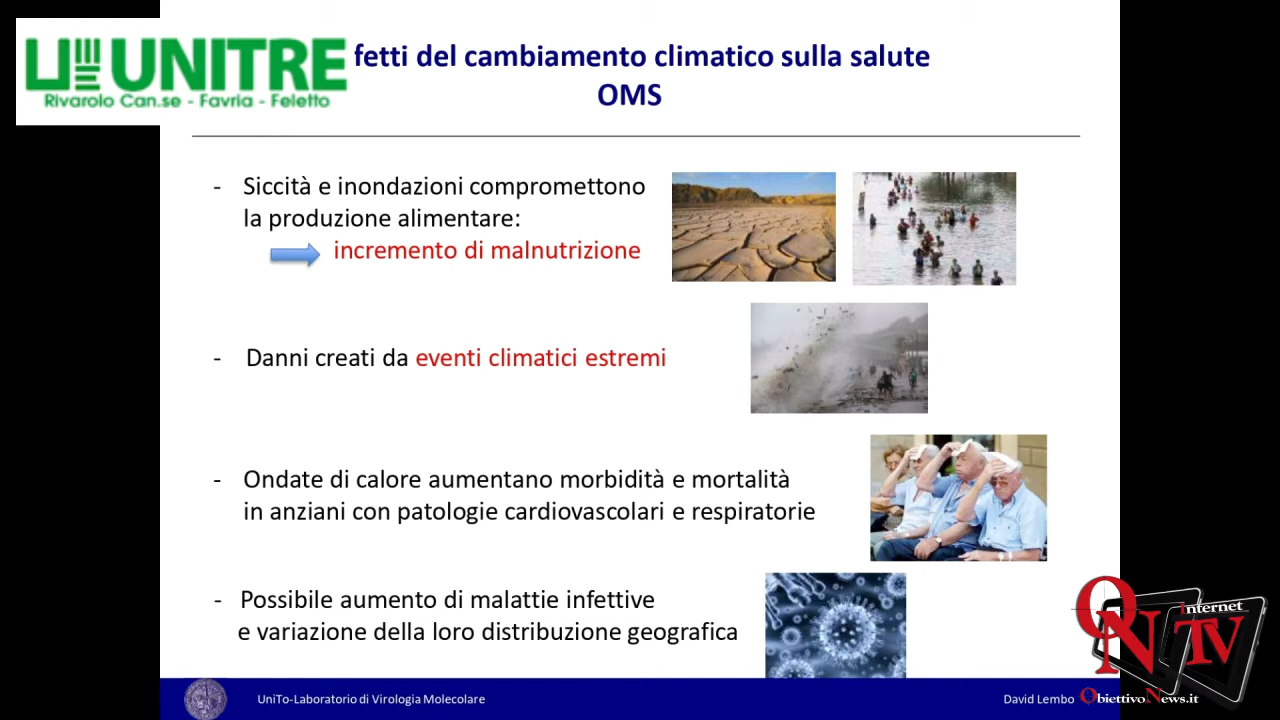 UNITRE
Rivarolo Can.se - Favria - Feletto
fetti del cambiamento climatico sulla salute
OMS
- Siccità e inondazioni compromettono
la produzione alimentare:
incremento di malnutrizione
- Danni creati da eventi climatici estremi
- Ondate di calore aumentano morbidità e mortalità
in anziani con patologie cardiovascolari e respiratorie
- Possibile aumento di malattie infettive
e variazione della loro distribuzione geografica
UniTo-Laboratorio di Virologia Molecolare
David Lembo
ON
Internet
TV
ObiettivoNews.it